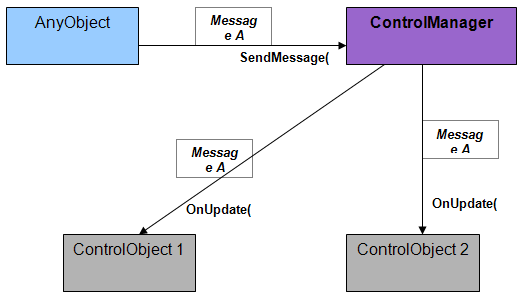 AnyObject
Messag
e A
ControlManager
SendMessage(
Messag
e A
Messag
e A
OnUpdate(
OnUpdate(
ControlObject 1
ControlObject 2